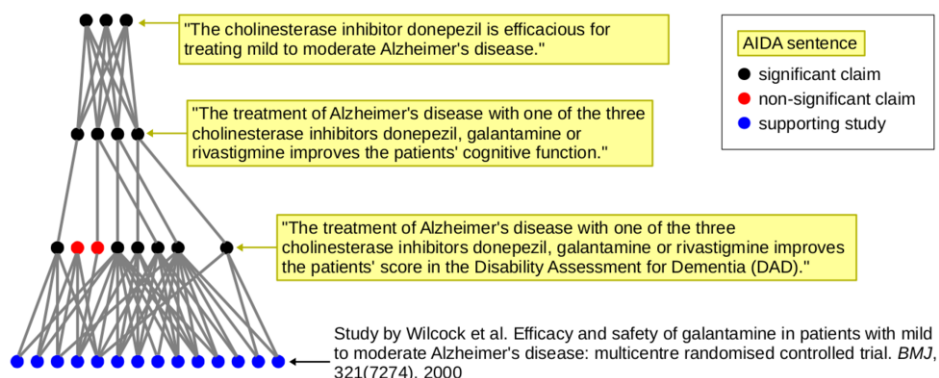 "The cholinesterase inhibitor donepezil is efficacious for
treating mild to moderate Alzheimer's disease."
AIDA sentence
significant claim
non-significant claim
supporting study
"The treatment of Alzheimer's disease with one of the three
cholinesterase inhibitors donepezil, galantamine or
rivastigmine improves the patients' cognitive function."
"The treatment of Alzheimer's disease with one of the three
cholinesterase inhibitors donepezil, galantamine or rivastigmine improves
the patients' score in the Disability Assessment for Dementia (DAD)."
Study by Wilcock et al. Efficacy and safety of galantamine in patients with mild
to moderate Alzheimer's disease: multicentre randomised controlled trial. BMJ,
321(7274), 2000